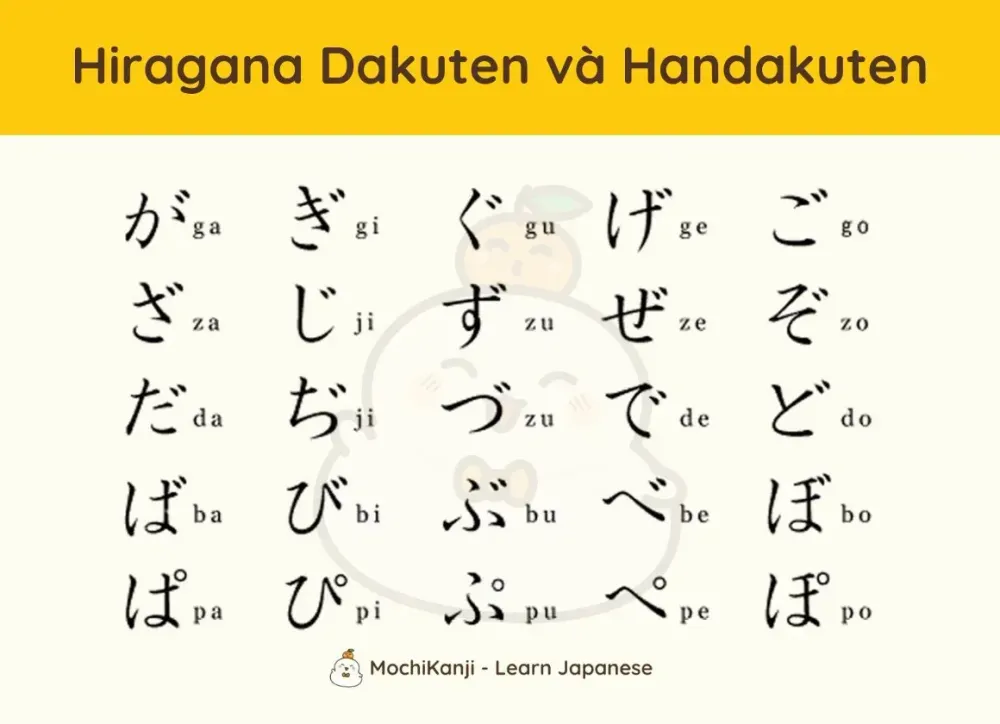 Hiragana Dakuten và Handakuten
が ga ぎ gi ぐ gu げ ge ご go
ざ za じ ji ず zu ぜ ze ぞ zo
だ da ぢ ji づ zu で de ど do
ば ba び bi ぶ bu べ be ぼ bo
ぱ pa ぴ pi ぷ pu ぺ pe ぽ po
MochiKanji - Learn Japanese